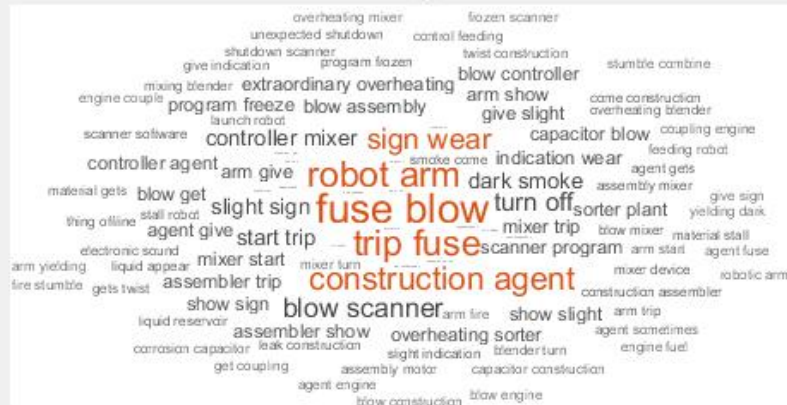 overheating mixer frozen scanner
unexpected shutdown control feeding
shutdown scanner twist construction
give indication program frozen stumble combine
mixing blender extraordinary overheating blow controller
engine couple program freeze blow assembly arm show come construction
launch robot give slight overheating blender
scanner software controller mixer sign wear capacitor blow coupling engine
controller agent arm give smoke come indication wear feeding robot
robot arm dark smoke agent gets
material gets blow get assembly mixer
slight sign fuse blow turn off sorter plant give sign
thing offline stall robot yielding dark
agent give start trip mixer trip blow mixer material stall
electronic sound trip fuse scanner program arm start agent fuse
arm yielding liquid appear mixer start mixer turn mixer device robotic arm
fire stumble gets twist assembler trip construction agent construction assembler
show sign blow scanner arm fire show slight arm trip
liquid reservoir assembler show overheating sorter agent sometimes
corrosion capacitor leak construction slight indication blender turn engine fuel
get coupling assembly motor capacitor construction
agent engine
blow construction blow engine